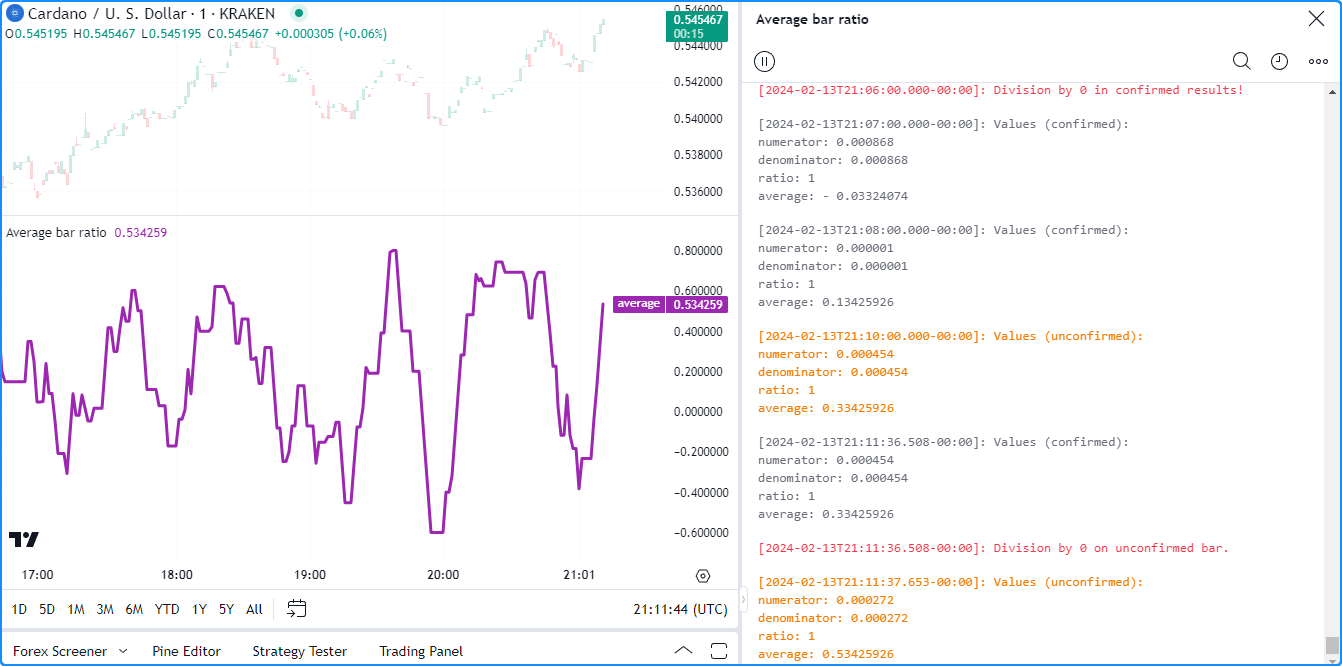 Cardano / U. S. Dollar · 1 · KRAKEN
O0.545195 H0.545467 L0.545195 C0.545467 +0.000305 (+0.06%)
0.546000
0.545467
00:15
0.544000
0.542000
0.540000
0.538000
0.536000
Average bar ratio 0.534259
0.800000
0.600000
average 0.534259
0.400000
0.200000
0.000000
−0.200000
−0.400000
−0.600000
17:00 18:00 19:00 20:00 21:01
1D 5D 1M 3M 6M YTD 1Y 5Y All 21:11:44 (UTC)
Forex Screener Pine Editor Strategy Tester Trading Panel
Average bar ratio
[2024-02-13T21:06:00.000-00:00]: Division by 0 in confirmed results!
[2024-02-13T21:07:00.000-00:00]: Values (confirmed):
numerator: 0.000868
denominator: 0.000868
ratio: 1
average: - 0.03324074
[2024-02-13T21:08:00.000-00:00]: Values (confirmed):
numerator: 0.000001
denominator: 0.000001
ratio: 1
average: 0.13425926
[2024-02-13T21:10:00.000-00:00]: Values (unconfirmed):
numerator: 0.000454
denominator: 0.000454
ratio: 1
average: 0.33425926
[2024-02-13T21:11:36.508-00:00]: Values (confirmed):
numerator: 0.000454
denominator: 0.000454
ratio: 1
average: 0.33425926
[2024-02-13T21:11:36.508-00:00]: Division by 0 on unconfirmed bar.
[2024-02-13T21:11:37.653-00:00]: Values (unconfirmed):
numerator: 0.000272
denominator: 0.000272
ratio: 1
average: 0.53425926